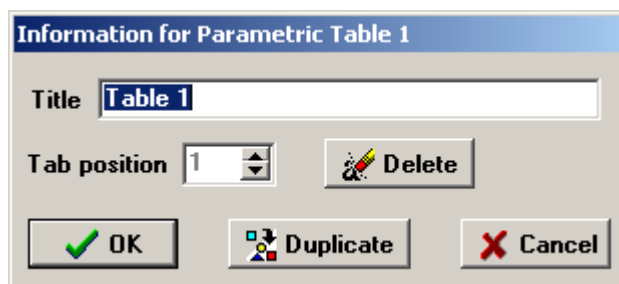 Information for Parametric Table 1
Title Table 1
Tab position 1 Delete
OK Duplicate Cancel